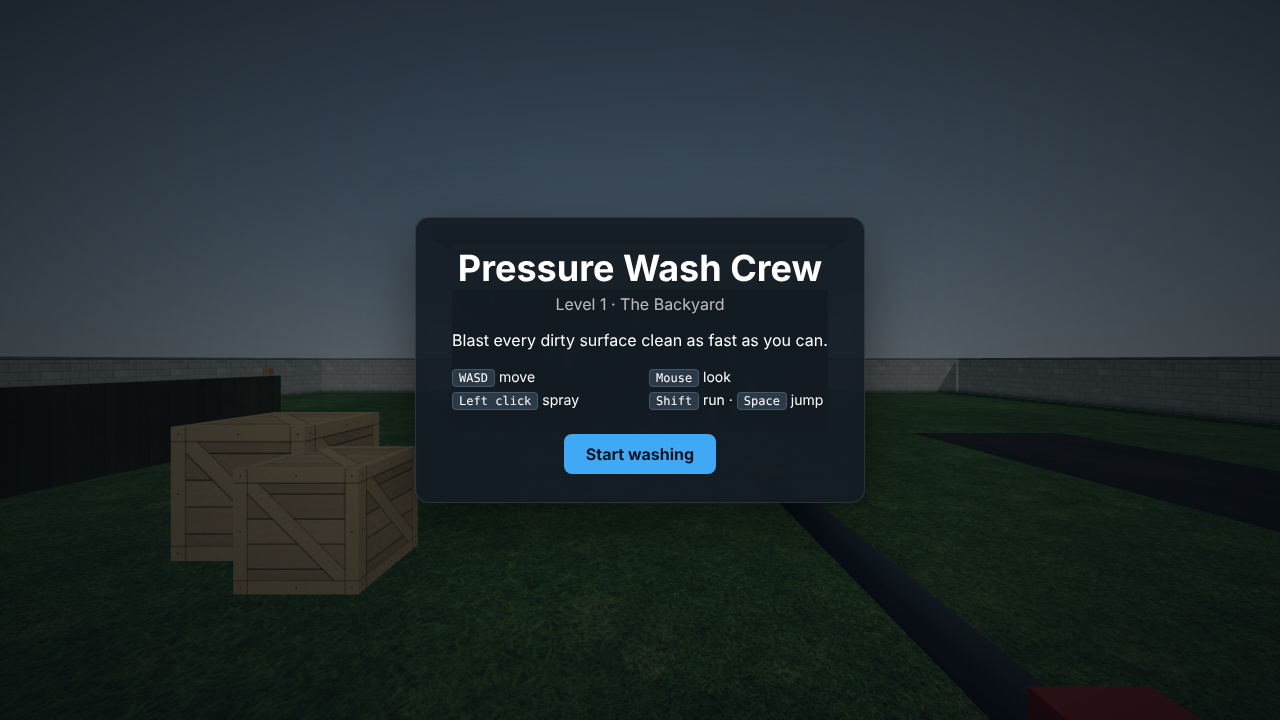 Pressure Wash Crew
Level 1 · The Backyard
Blast every dirty surface clean as fast as you can.
WASD move
Mouse look
Left click spray
Shift run · Space jump
Start washing